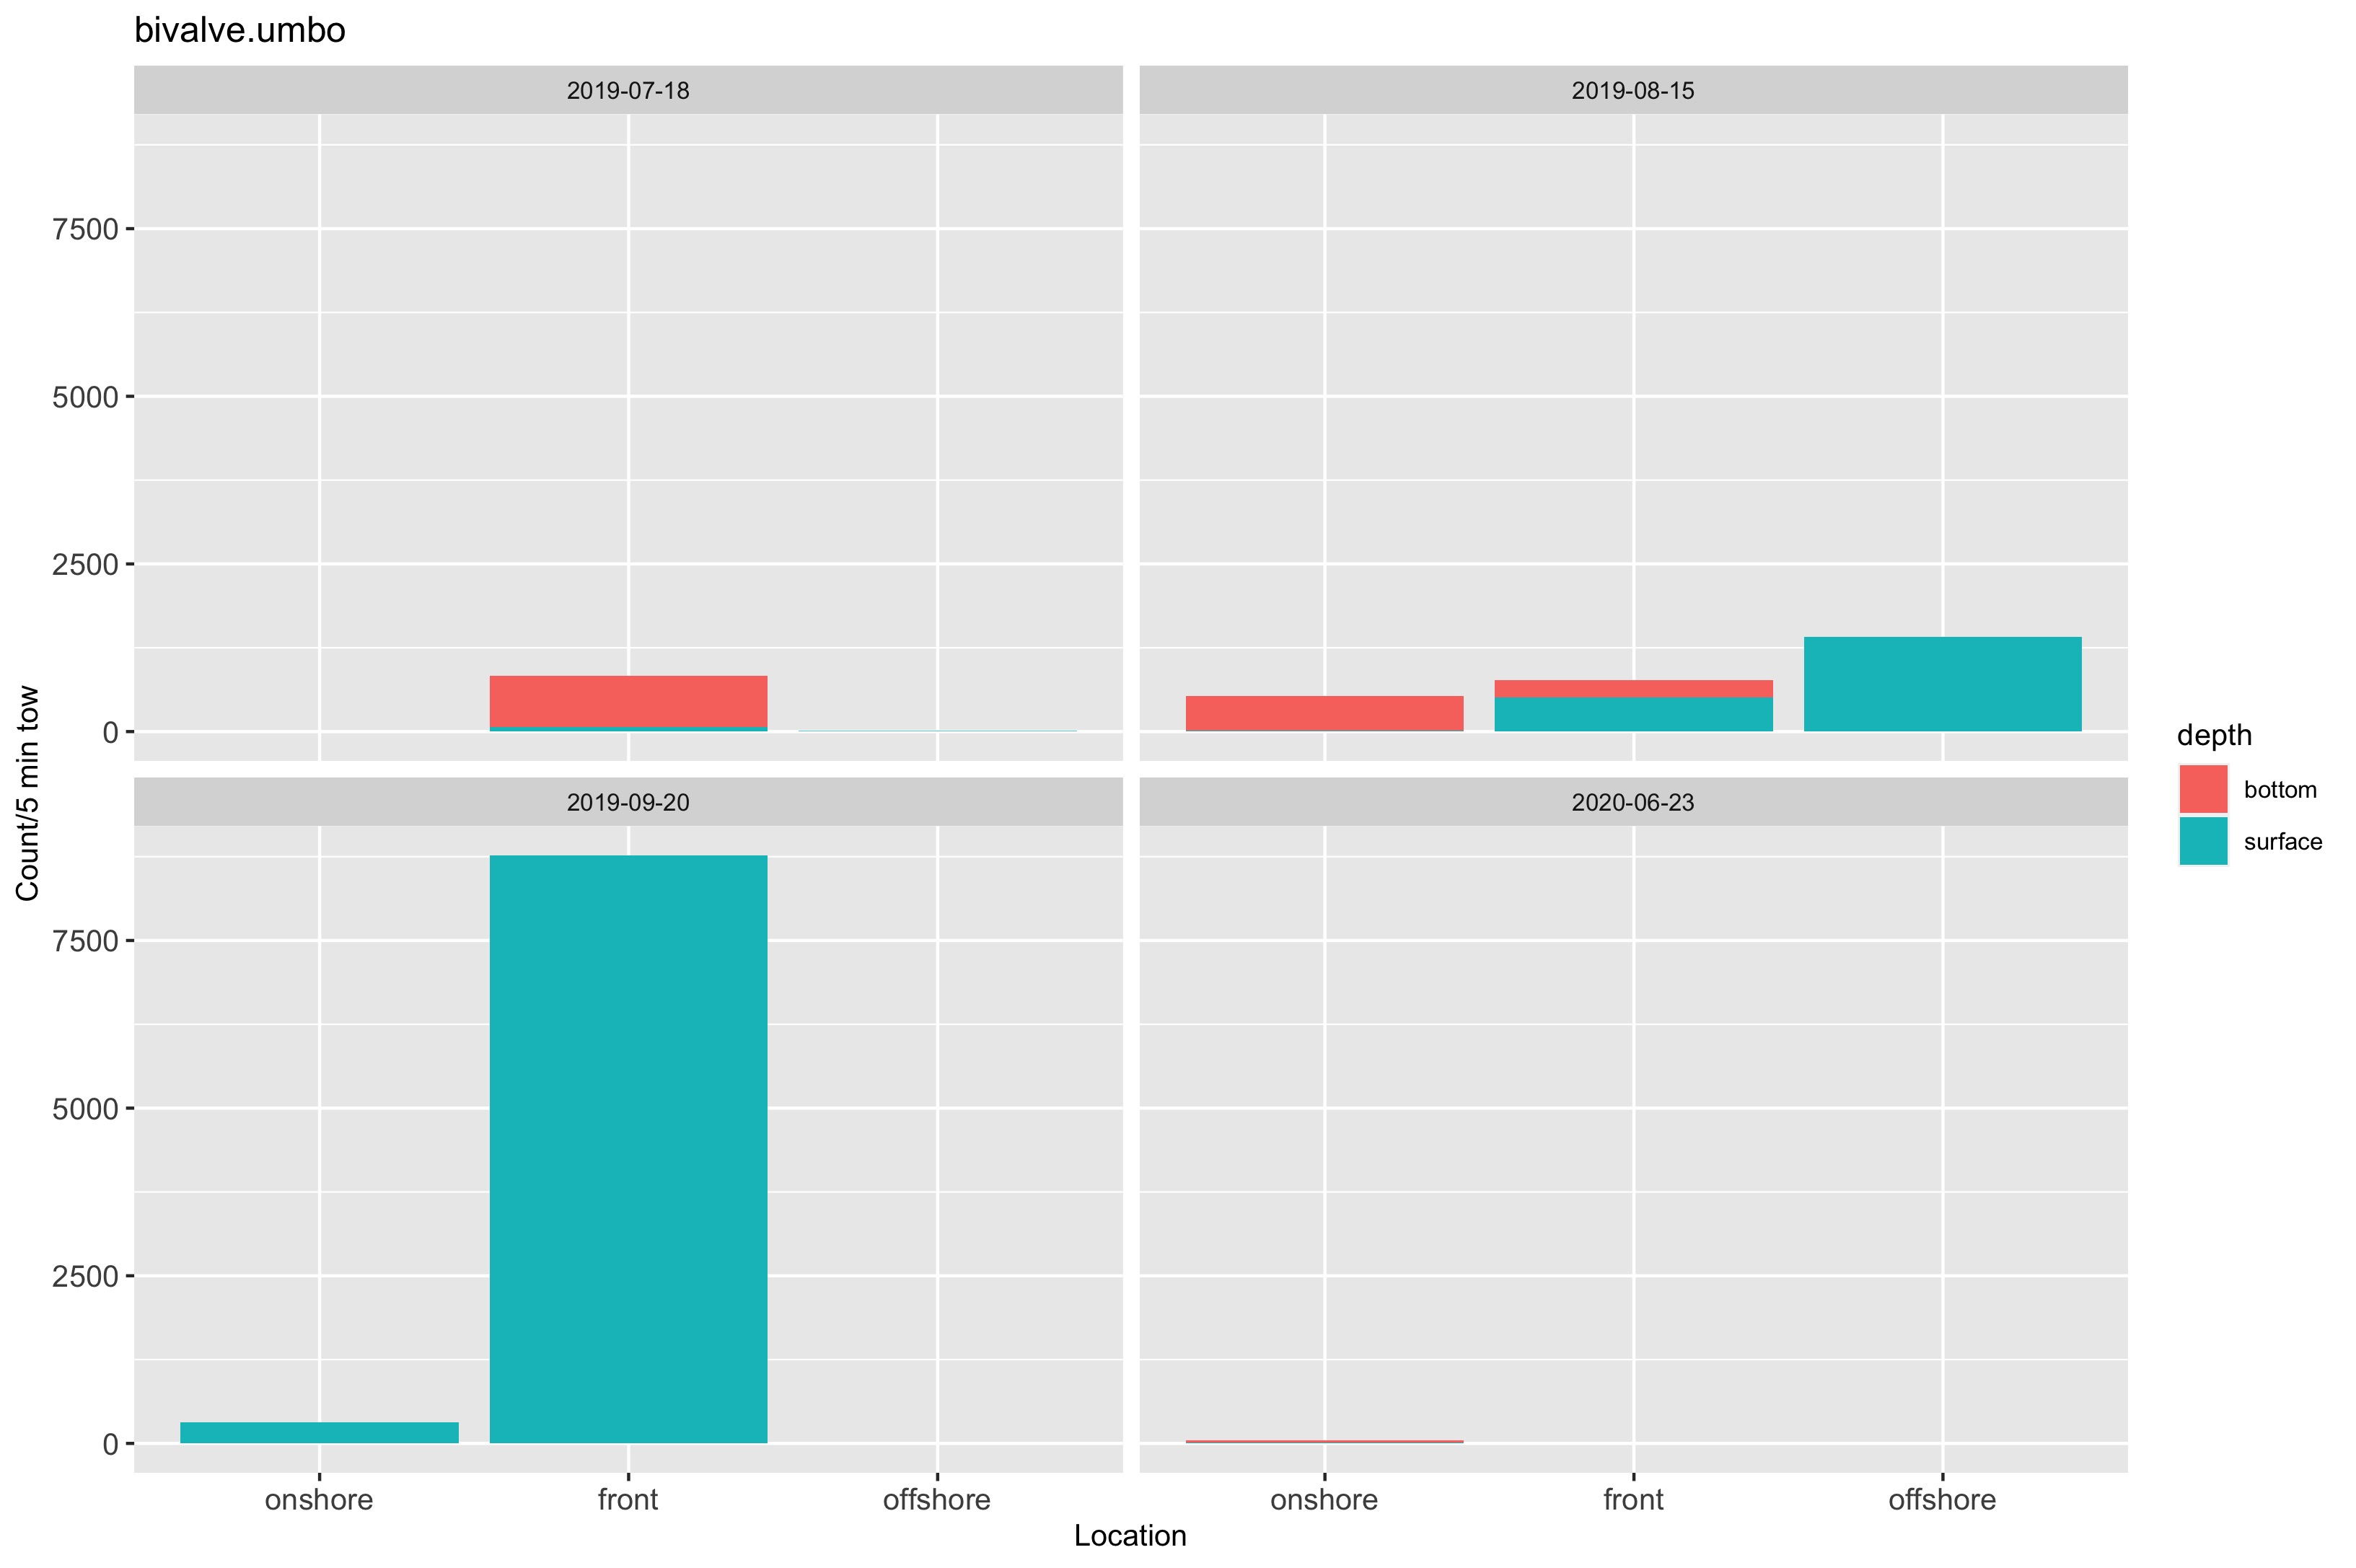 bivalve.umbo
2019-07-18
2019-08-15
7500
5000
2500
0
2019-09-20
2020-06-23
7500
5000
2500
0
onshore
front
offshore
onshore
front
offshore
Location
Count/5 min tow
depth
bottom
surface